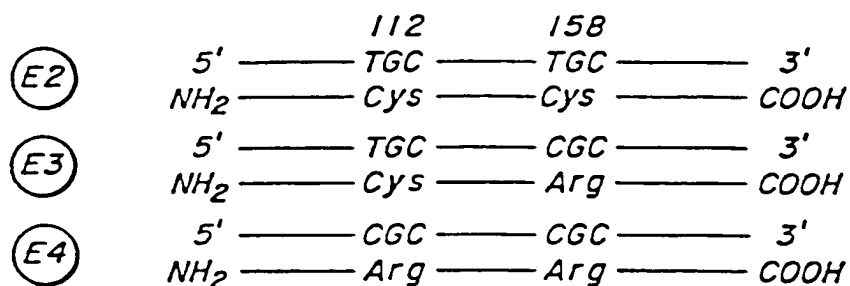 112 158
E2 5' TGC TGC 3'
NH2 Cys Cys COOH
E3 5' TGC CGC 3'
NH2 Cys Arg COOH
E4 5' CGC CGC 3'
NH2 Arg Arg COOH